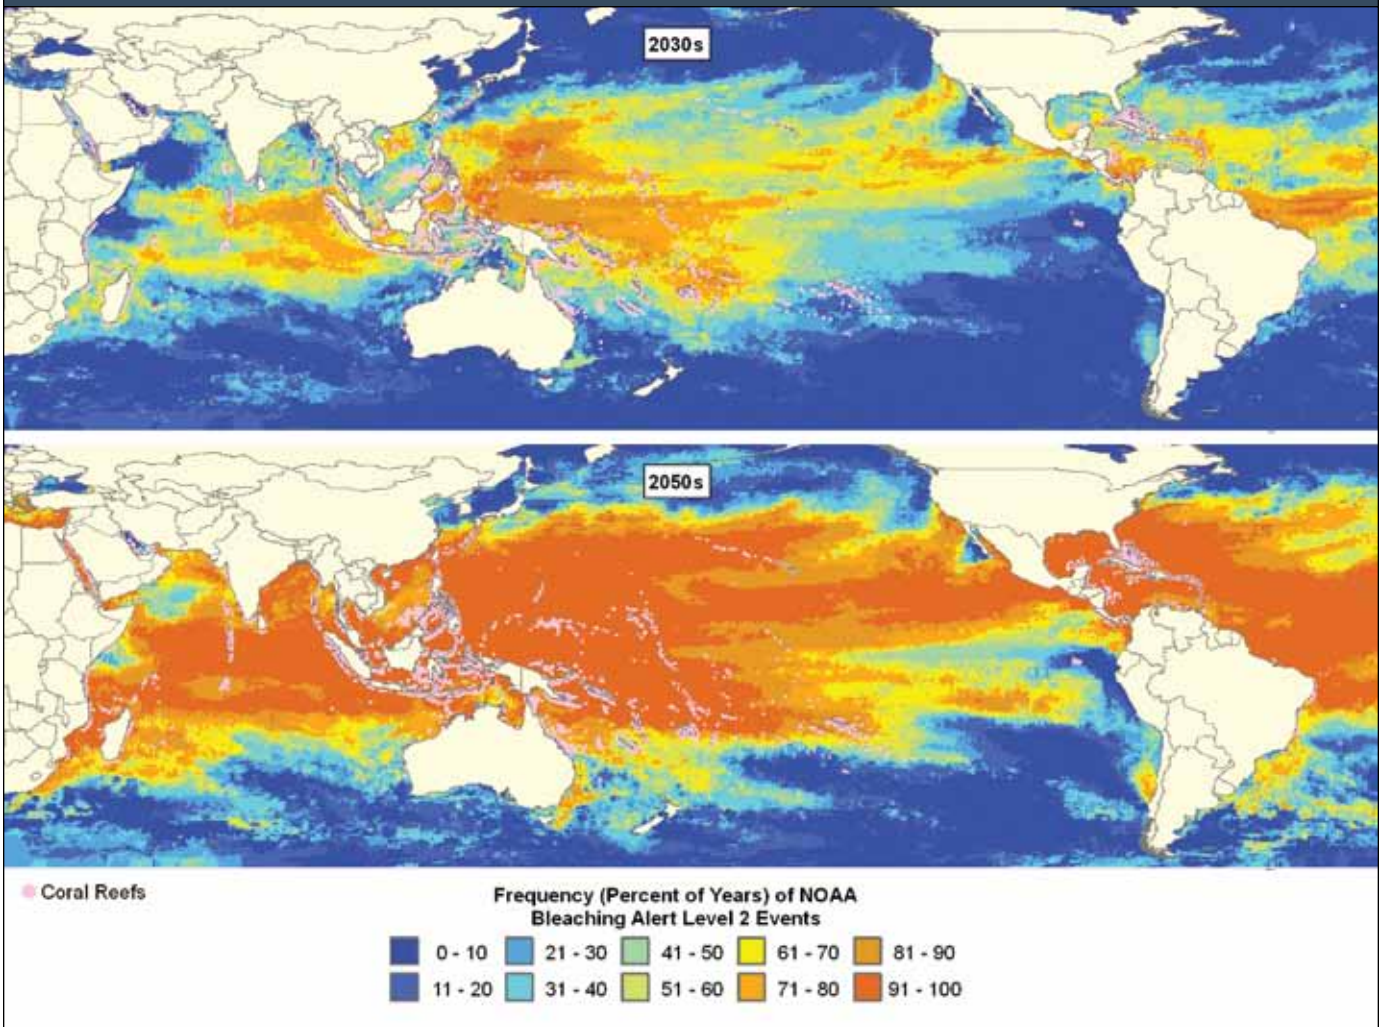 2030s
2050s
Coral Reefs
Frequency (Percent of Years) of NOAA
Bleaching Alert Level 2 Events
0 - 10 21 - 30 41 - 50 61 - 70 81 - 90
11 - 20 31 - 40 51 - 60 71 - 80 91 - 100